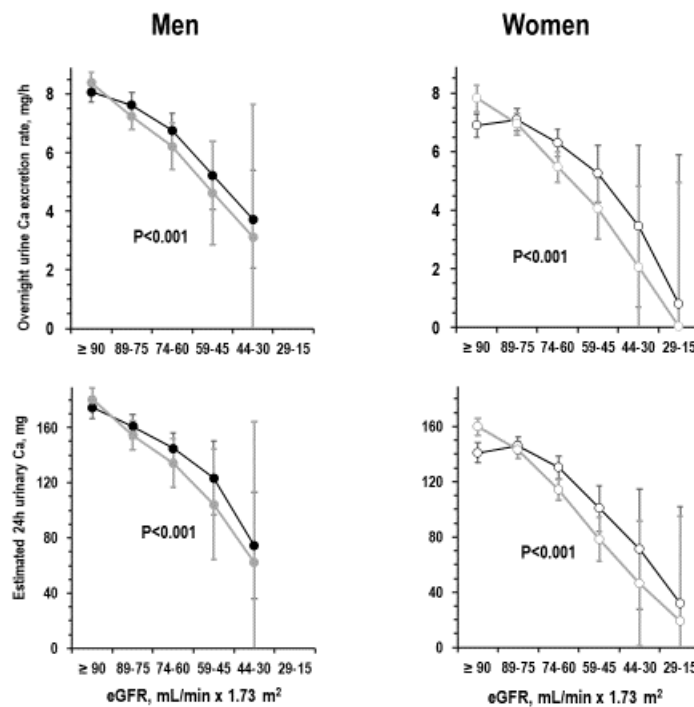 Men
Women
Overnight urine Ca excretion rate, mg/h
8
6
4
2
0
P<0.001
≥ 90 89-75 74-60 59-45 44-30 29-15
8
6
4
2
0
P<0.001
≥ 90 89-75 74-60 59-45 44-30 29-15
Estimated 24h urinary Ca, mg
160
120
80
40
0
P<0.001
≥ 90 89-75 74-60 59-45 44-30 29-15
eGFR, mL/min x 1.73 m²
160
120
80
40
0
P<0.001
≥ 90 89-75 74-60 59-45 44-30 29-15
eGFR, mL/min x 1.73 m²